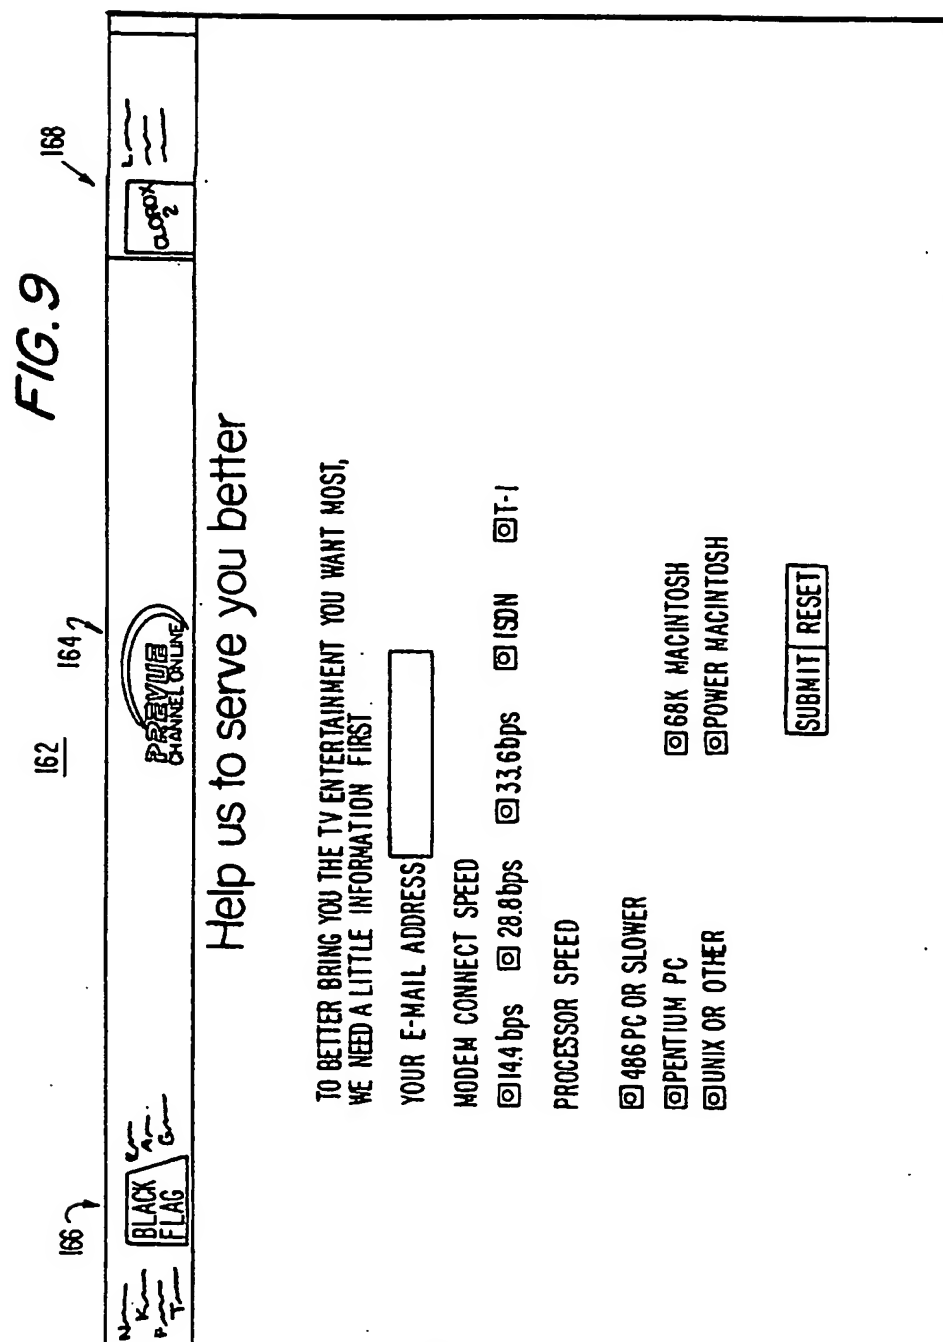 FIG. 9
162
166
164
168
BLACK
FLAG
PREVUE
CHANNEL ONLINE
CLOROX
2
Help us to serve you better
TO BETTER BRING YOU THE TV ENTERTAINMENT YOU WANT MOST,
WE NEED A LITTLE INFORMATION FIRST
YOUR E-MAIL ADDRESS
MODEM CONNECT SPEED
14.4 bps 28.8bps 33.6bps ISDN T-1
PROCESSOR SPEED
486 PC OR SLOWER 68K MACINTOSH
PENTIUM PC POWER MACINTOSH
UNIX OR OTHER
SUBMIT RESET